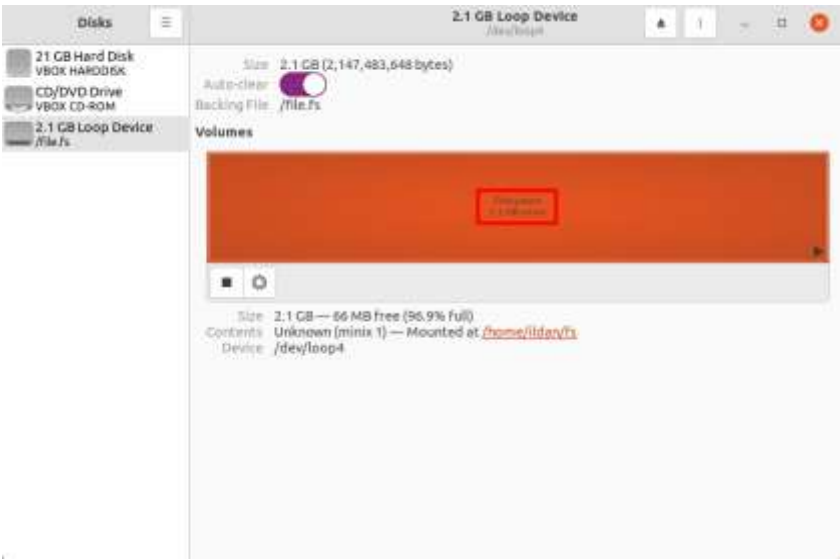 Disks
2.1 GB Loop Device
/dev/loop4
21 GB Hard Disk
VBOX HARDDISK
CD/DVD Drive
VBOX CD-ROM
2.1 GB Loop Device
/file.fs
Size 2.1 GB (2,147,483,648 bytes)
Auto-clear
Backing File /file.fs
Volumes
Filesystem
Size 2.1 GB — 66 MB free (96.9% full)
Contents Unknown (minix 1) — Mounted at /home/ildan/fs
Device /dev/loop4